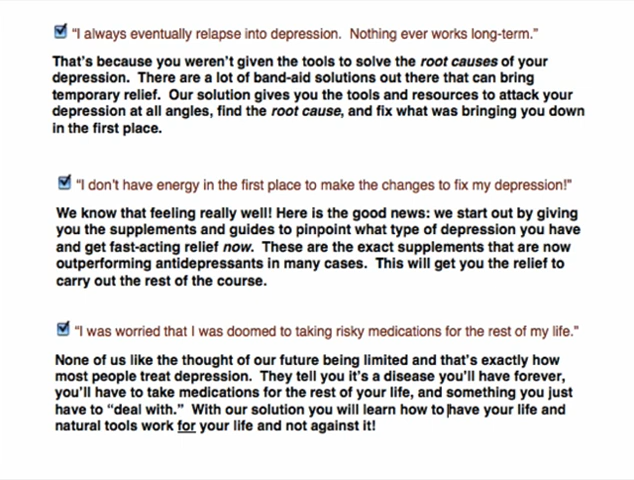 "I always eventually relapse into depression.  Nothing ever works long-term."
That's because you weren't given the tools to solve the root causes of your
depression.  There are a lot of band-aid solutions out there that can bring
temporary relief.  Our solution gives you the tools and resources to attack your
depression at all angles, find the root cause, and fix what was bringing you down
in the first place.
"I don't have energy in the first place to make the changes to fix my depression!"
We know that feeling really well! Here is the good news: we start out by giving
you the supplements and guides to pinpoint what type of depression you have
and get fast-acting relief now.  These are the exact supplements that are now
outperforming antidepressants in many cases.  This will get you the relief to
carry out the rest of the course.
"I was worried that I was doomed to taking risky medications for the rest of my life."
None of us like the thought of our future being limited and that's exactly how
most people treat depression.  They tell you it's a disease you'll have forever,
you'll have to take medications for the rest of your life, and something you just
have to "deal with."  With our solution you will learn how to have your life and
natural tools work for your life and not against it!